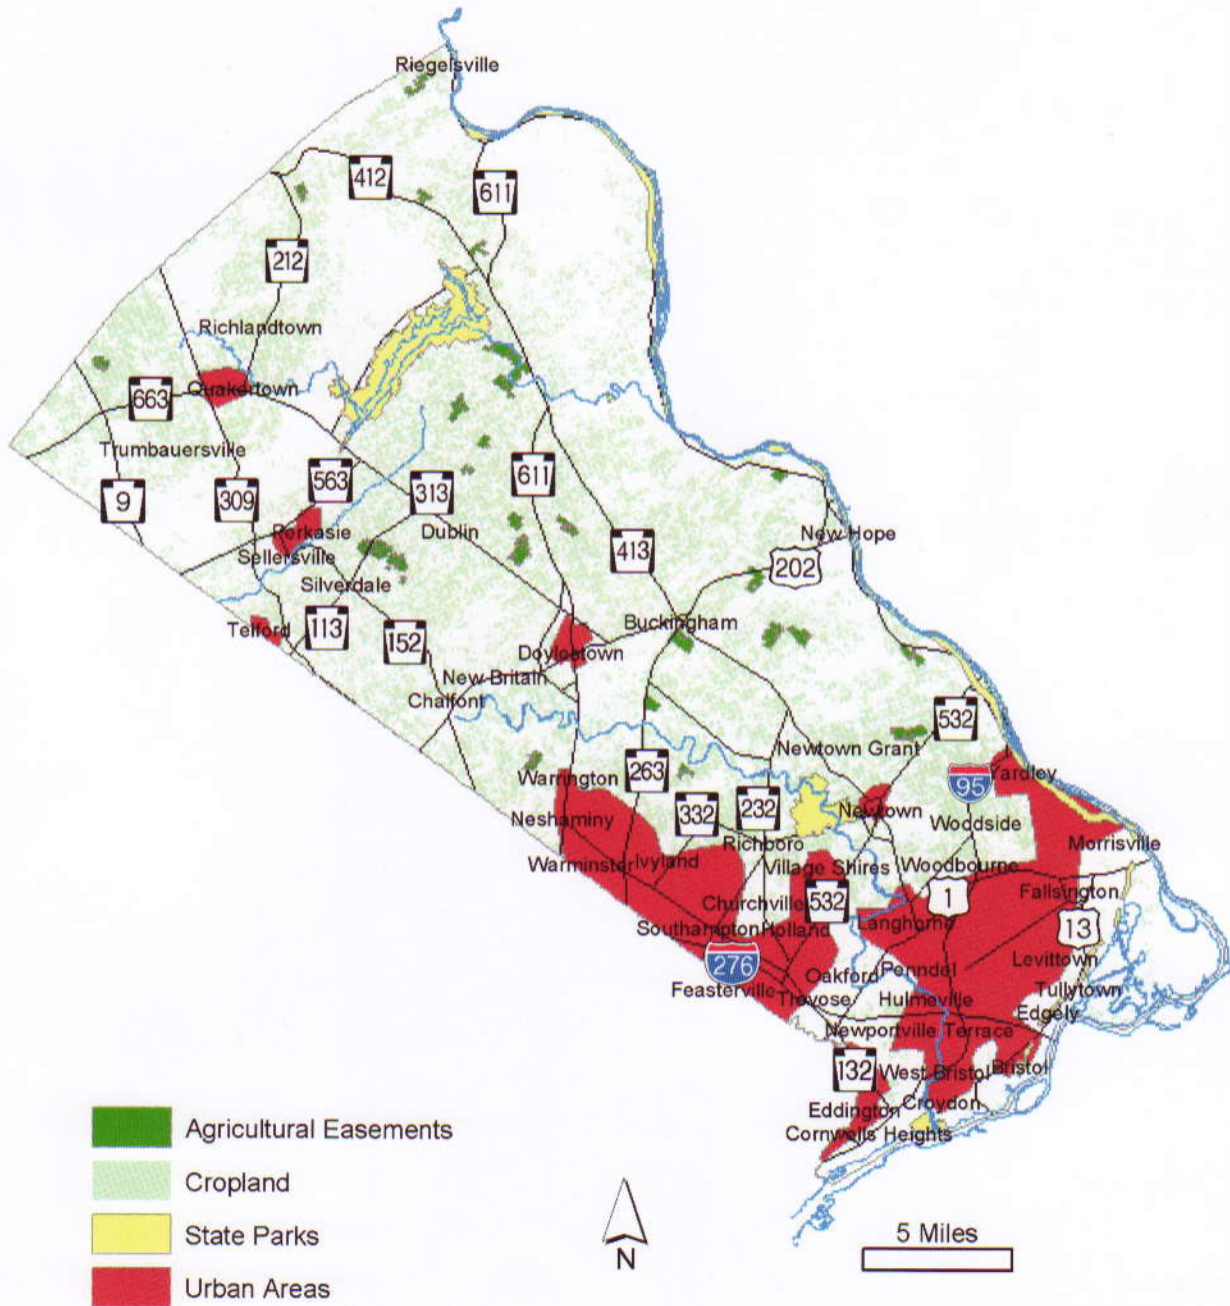 Riegelsville
412
611
212
Richlandtown
Quakertown
663
Trumbauersville
563
9
309
313
611
Perkasie
Dublin
413
New Hope
Sellersville
202
Silverdale
Telford
113
152
Buckingham
Doylestown
New Britain
Chalfont
532
Newtown Grant
Warrington
263
95
Yardley
Neshaminy
332
232
Newtown
Woodside
Richboro
Morrisville
Warminster
Ivyland
Village Shires
Woodbourne
Churchville
532
1
Fallsington
Southampton
Holland
Langhorne
13
276
Levittown
Oakford
Penndel
Feasterville
Trevose
Hulmeville
Tullytown
Edgely
Newportville Terrace
132
West Bristol
Bristol
Eddington
Croydon
Cornwells Heights
Agricultural Easements
Cropland
State Parks
Urban Areas
N
5 Miles